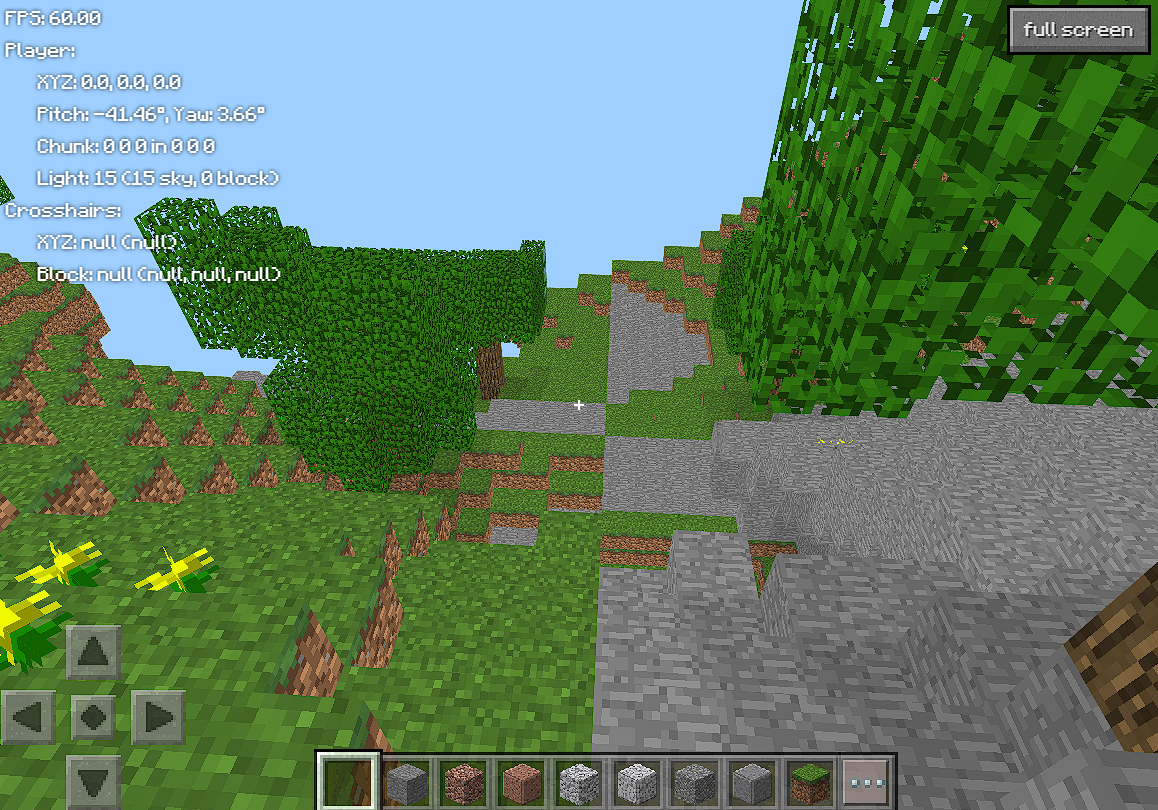 FPS: 60.00
full screen
Player:
XYZ: 0.0, 0.0, 0.0
Pitch: -41.46°, Yaw: 3.66°
Chunk: 0 0 0 in 0 0 0
Light: 15 (15 sky, 0 block)
Crosshairs:
XYZ: null (null)
Block: null (null, null, null)